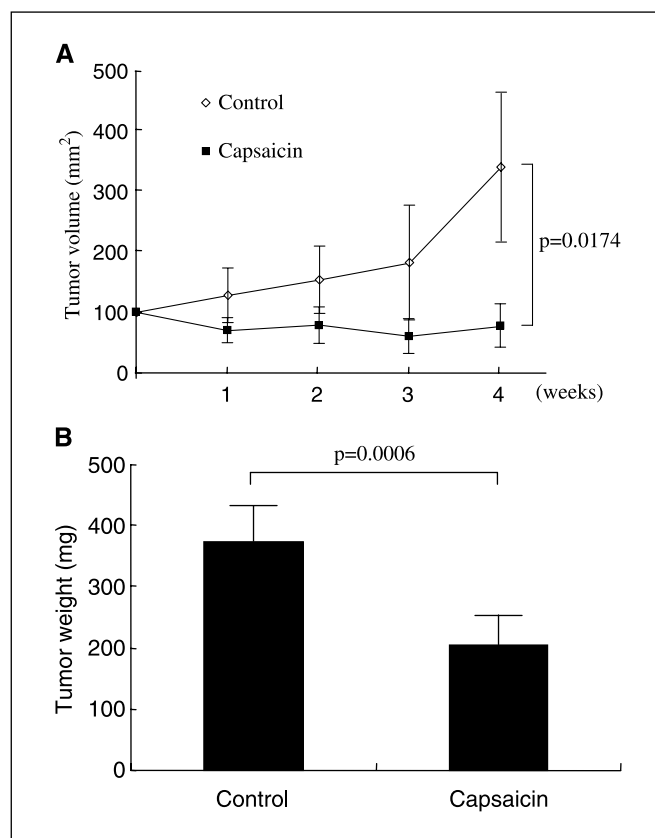 A
500
400
300
200
100
0
Tumor volume (mm²)
Control
Capsaicin
p=0.0174
1 2 3 4 (weeks)
B
p=0.0006
500
400
300
200
100
0
Tumor weight (mg)
Control Capsaicin